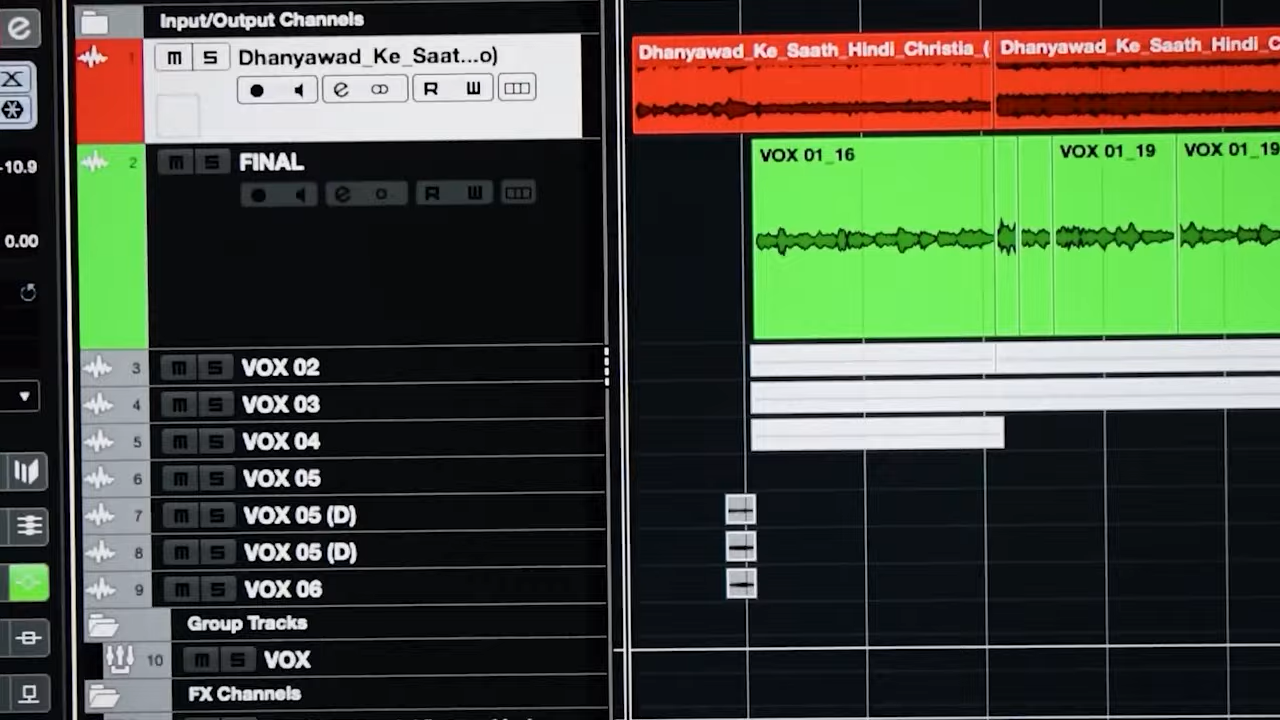 Input/Output Channels
1
m S Dhanyawad_Ke_Saat...o)
e R W
Dhanyawad_Ke_Saath_Hindi_Christia_(
Dhanyawad_Ke_Saath_Hindi_C
2
m S FINAL
e R W
VOX 01_16
VOX 01_19
VOX 01_19
-10.9
0.00
3 m S VOX 02
4 m S VOX 03
5 m S VOX 04
6 m S VOX 05
7 m S VOX 05 (D)
8 m S VOX 05 (D)
9 m S VOX 06
Group Tracks
10 m S VOX
FX Channels